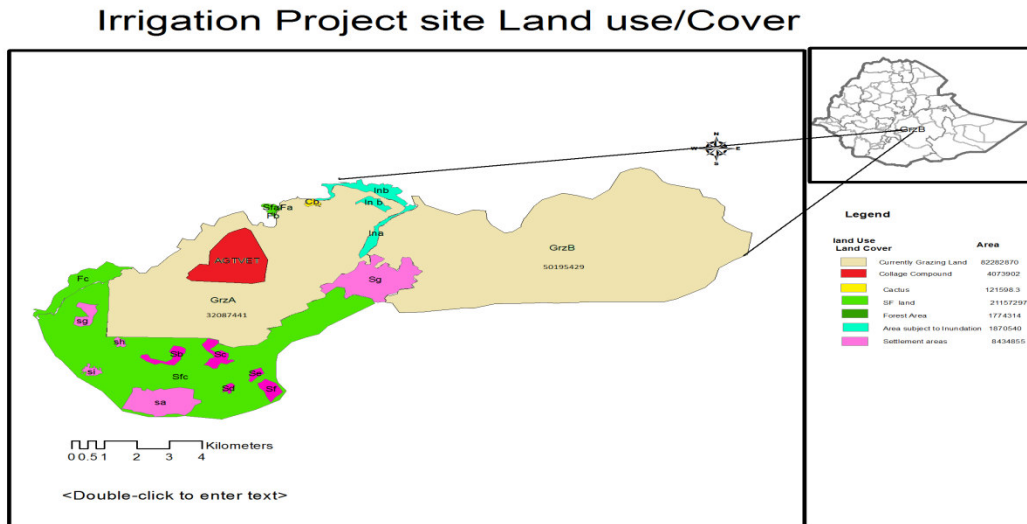 Irrigation Project site Land use/Cover
GrzB
N
W E
S
Inb
SfaFa Cb In b
Fb
Ina
AGTVET
GrzB
50195429
Fc
Sg
GrzA
32087441
sg
sh
Sb Sc
si Sfc Se
Sd Sf
sa
Kilometers
0 0.5 1 2 3 4
<Double-click to enter text>
Legend
land Use
Land Cover Area
Currently Grazing Land 82282870
Collage Compound 4073902
Cactus 121598.3
SF land 21157297
Forest Area 1774314
Area subject to Inundation 1870540
Settlement areas 8434855